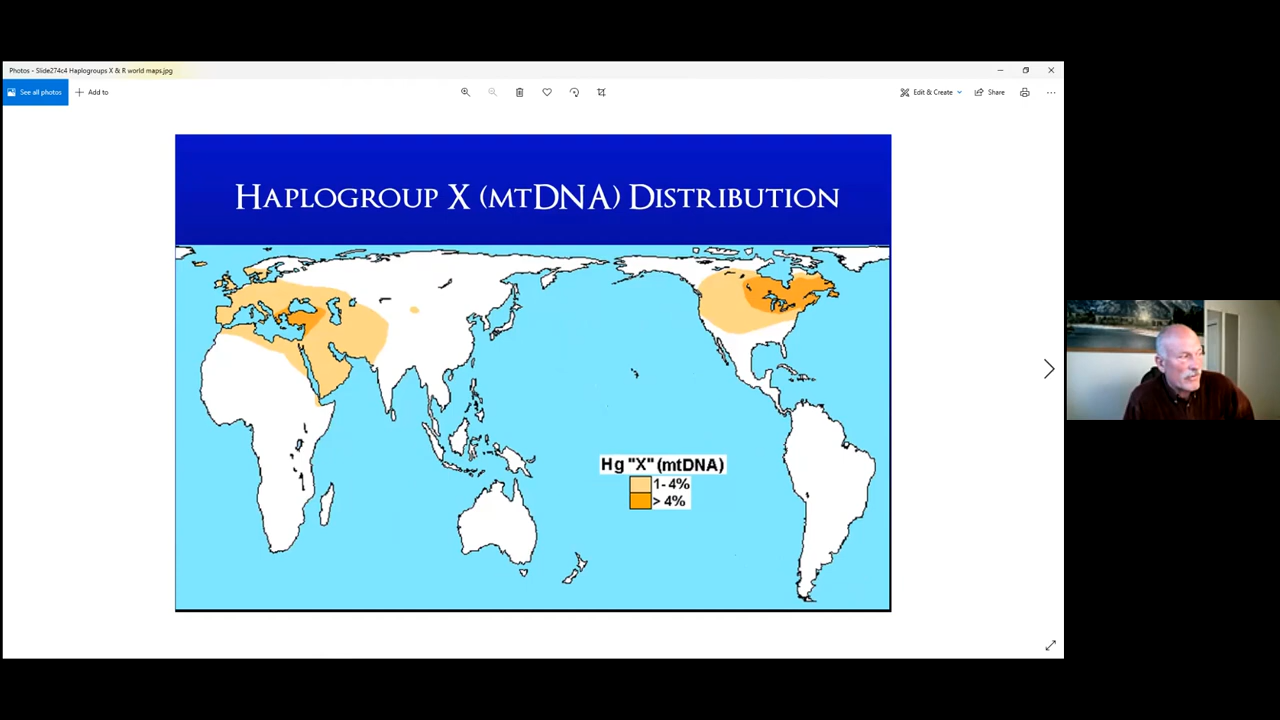 Photos - Slide274c4 Haplogroups X & R world maps.jpg
See all photos
Add to
Edit & Create
Share
HAPLOGROUP X (MTDNA) DISTRIBUTION
Hg "X" (mtDNA)
1-4%
> 4%